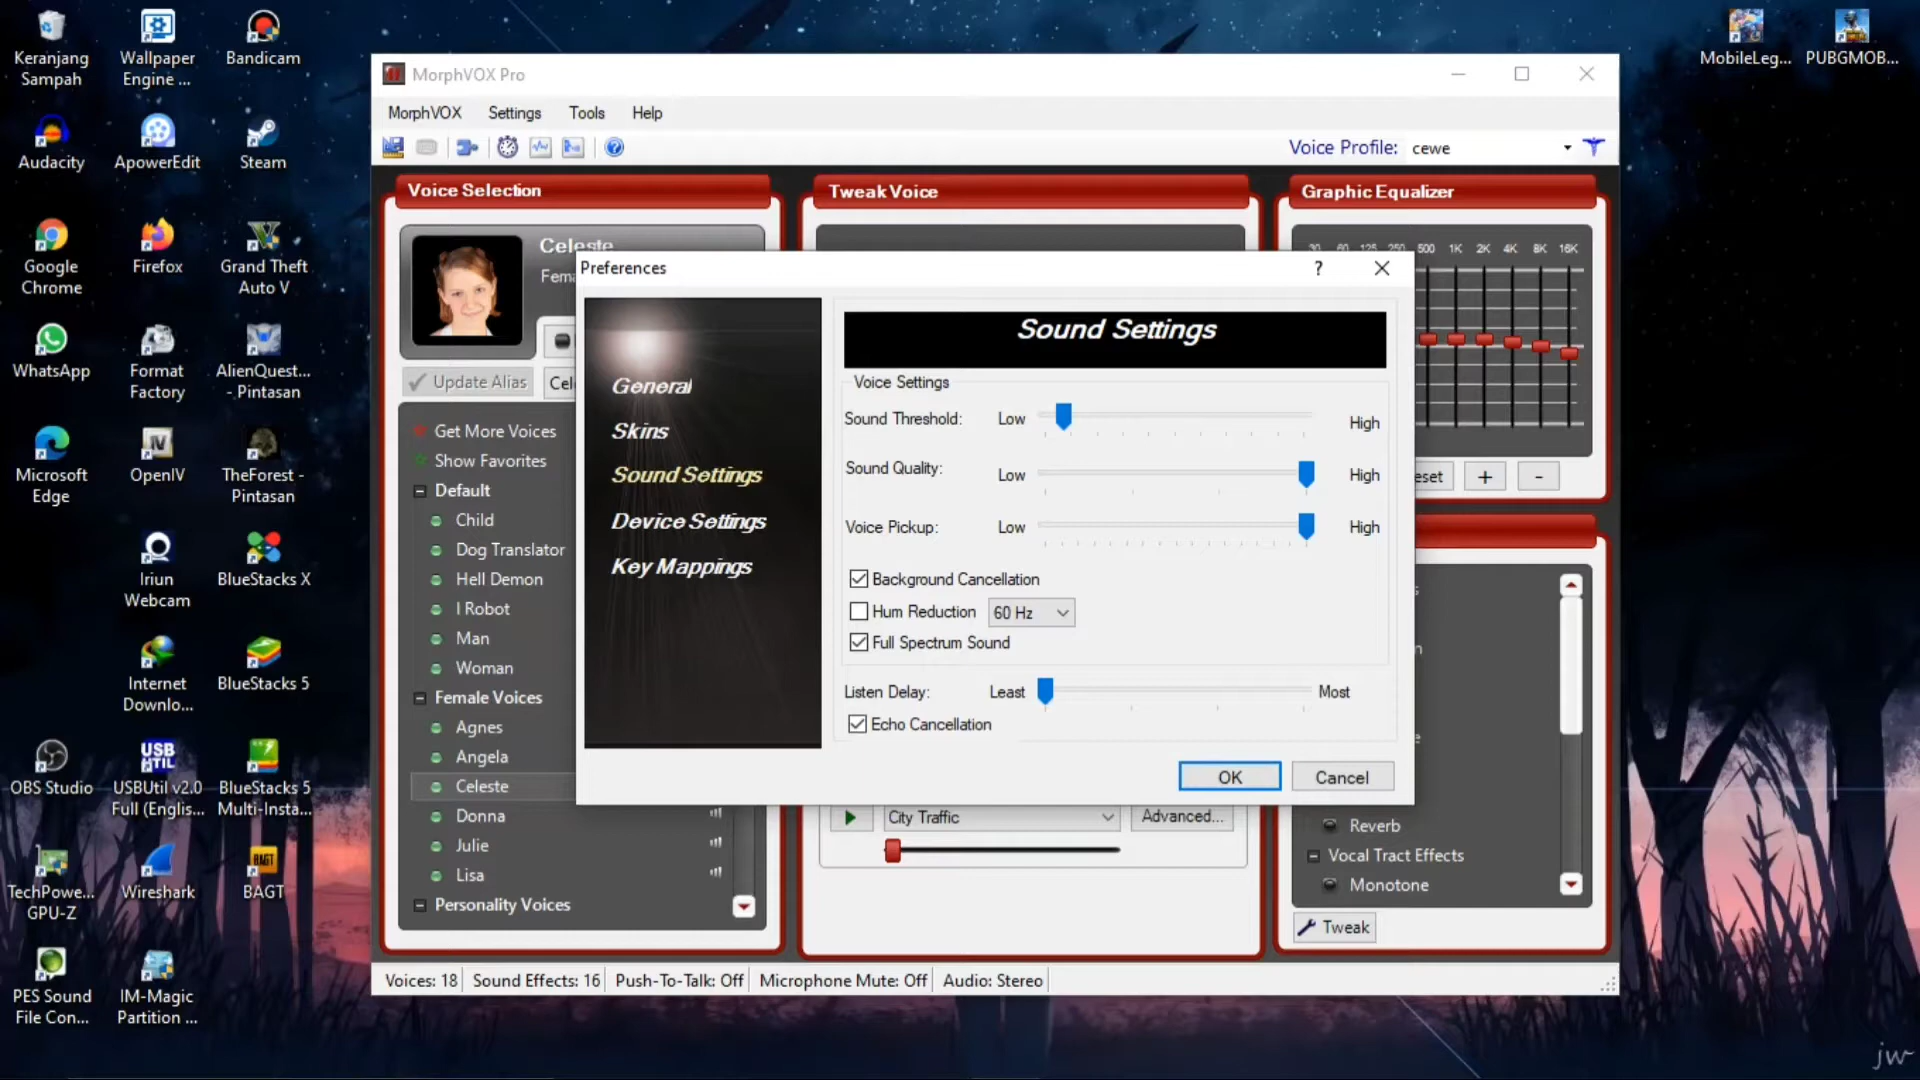 Keranjang
Sampah
Wallpaper
Engine ...
Bandicam
Audacity
ApowerEdit
Steam
Google
Chrome
Firefox
Grand Theft
Auto V
WhatsApp
Format
Factory
AlienQuest...
- Pintasan
Microsoft
Edge
OpenIV
TheForest -
Pintasan
Iriun
Webcam
BlueStacks X
Internet
Downlo...
BlueStacks 5
OBS Studio
USBUtil v2.0
Full (Englis...
BlueStacks 5
Multi-Insta...
TechPowe...
GPU-Z
Wireshark
BAGT
PES Sound
File Con...
IM-Magic
Partition ...
MobileLeg...
PUBGMOB...
MorphVOX Pro
MorphVOX Settings Tools Help
Voice Profile: cewe
Voice Selection
Celeste
Update Alias
Get More Voices
Show Favorites
Default
Child
Dog Translator
Hell Demon
I Robot
Man
Woman
Female Voices
Agnes
Angela
Celeste
Donna
Julie
Lisa
Personality Voices
Tweak Voice
City Traffic
Advanced...
Graphic Equalizer
30 60 125 250 500 1K 2K 4K 8K 16K
+ -
Reverb
Vocal Tract Effects
Monotone
Tweak
Preferences
?
General
Skins
Sound Settings
Device Settings
Key Mappings
Sound Settings
Voice Settings
Sound Threshold: Low High
Sound Quality: Low High
Voice Pickup: Low High
Background Cancellation
Hum Reduction 60 Hz
Full Spectrum Sound
Listen Delay: Least Most
Echo Cancellation
OK Cancel
Voices: 18 Sound Effects: 16 Push-To-Talk: Off Microphone Mute: Off Audio: Stereo
jw